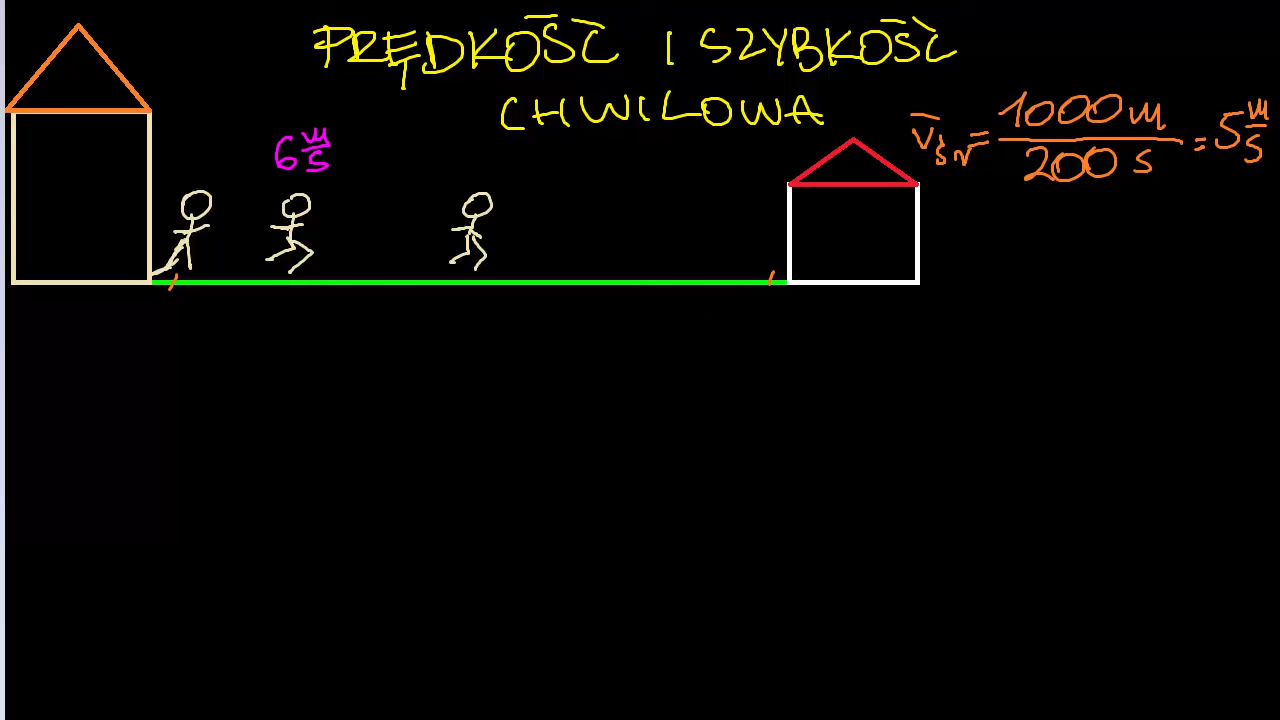 PRĘDKOŚĆ I SZYBKOŚĆ
CHWILOWA
v̄śr = 1000 m / 200 s = 5 m/s
6 m/s